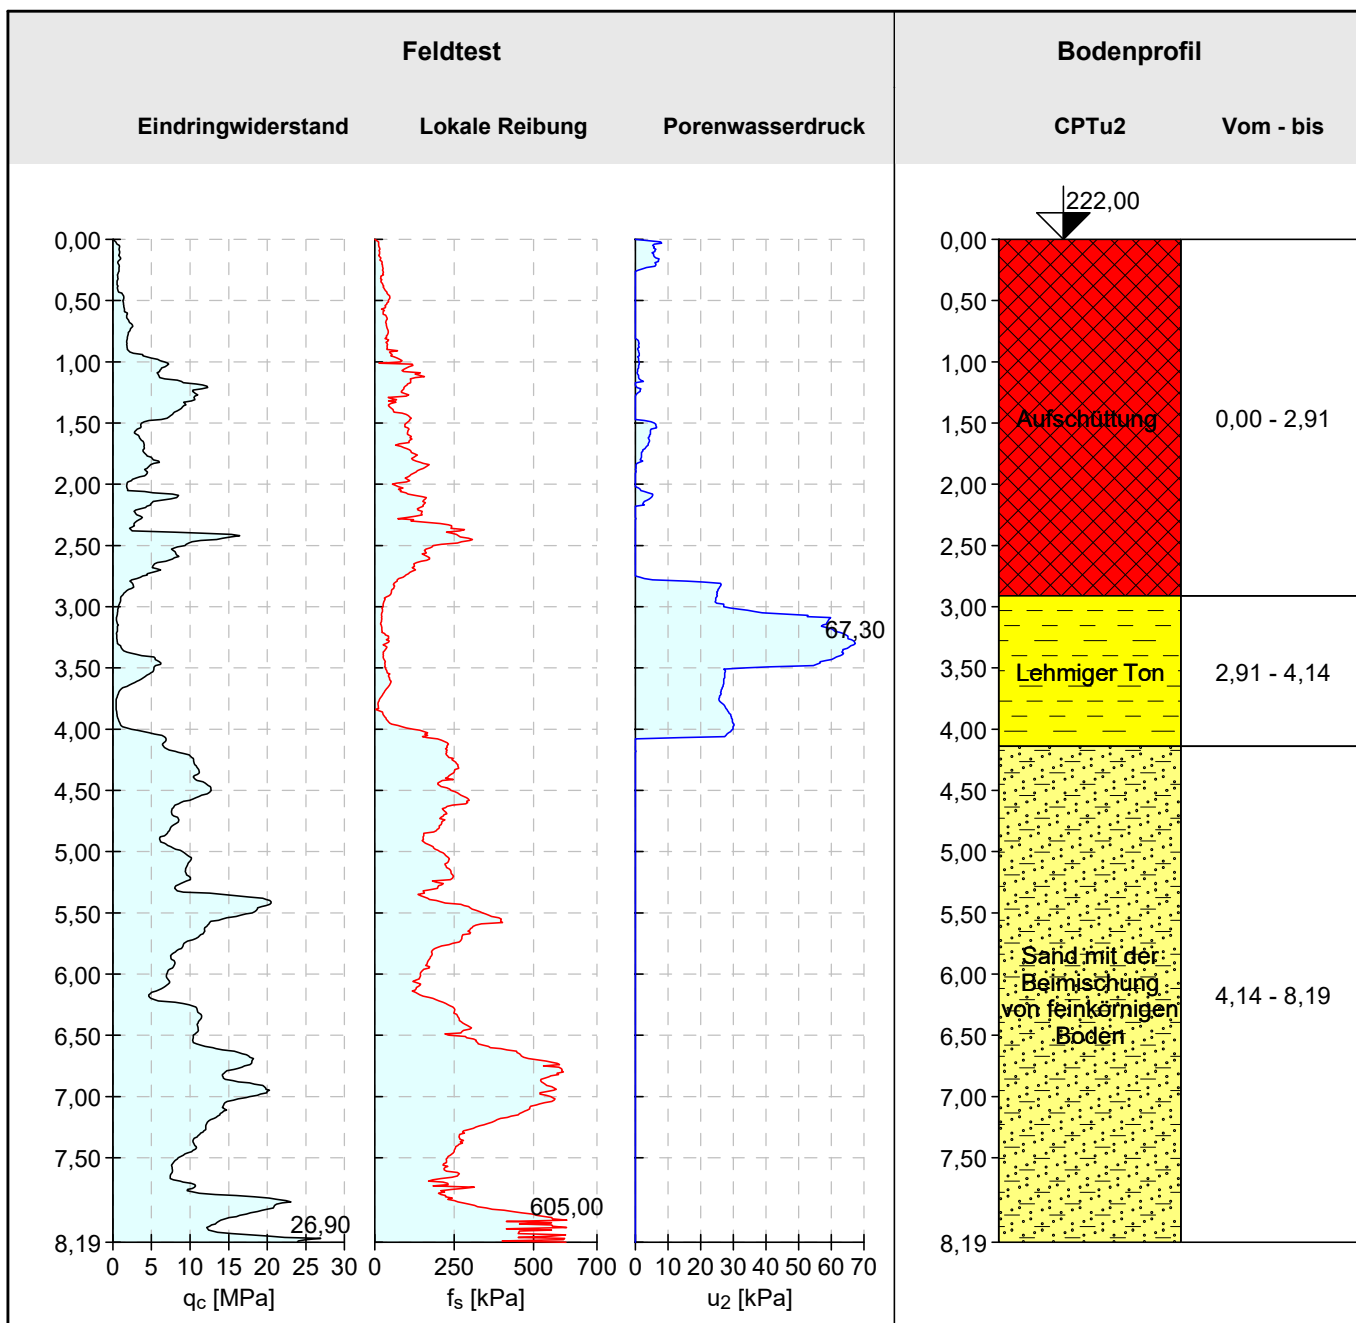 Feldtest
Bodenprofil
Eindringwiderstand
Lokale Reibung
Porenwasserdruck
CPTu2
Vom - bis
222,00
0,00
0,50
1,00
1,50
2,00
2,50
3,00
3,50
4,00
4,50
5,00
5,50
6,00
6,50
7,00
7,50
8,19
26,90
0 5 10 15 20 25 30
qc [MPa]
605,00
0 250 500 700
fs [kPa]
67,30
0 10 20 30 40 50 60 70
u2 [kPa]
0,00
0,50
1,00
1,50
2,00
2,50
3,00
3,50
4,00
4,50
5,00
5,50
6,00
6,50
7,00
7,50
8,19
Aufschüttung
0,00 - 2,91
Lehmiger Ton
2,91 - 4,14
Sand mit der
Beimischung
von feinkörnigen
Boden
4,14 - 8,19